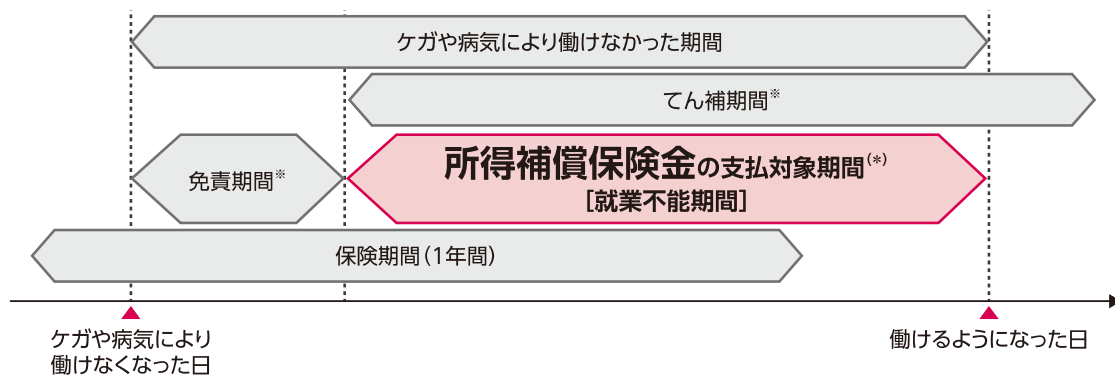 ケガや病気により働けなかった期間
てん補期間※
免責期間※
所得補償保険金の支払対象期間(*)
[就業不能期間]
保険期間(1年間)
ケガや病気により
働けなくなった日
働けるようになった日